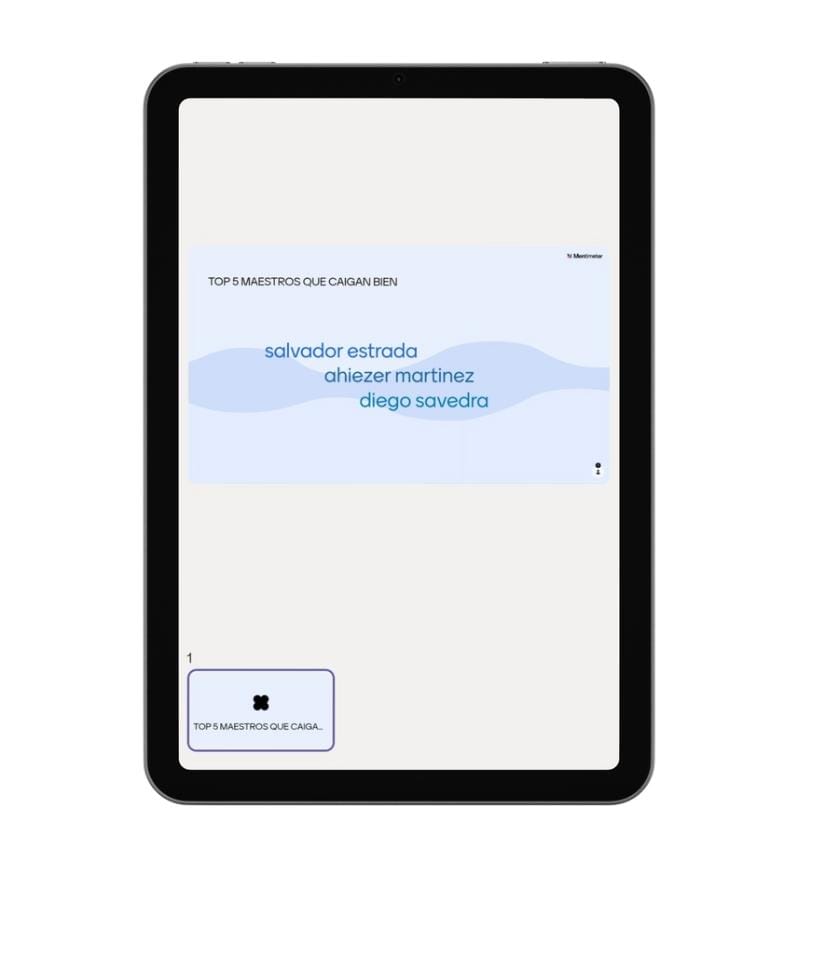 Mentimeter
TOP 5 MAESTROS QUE CAIGAN BIEN
salvador estrada
ahiezer martinez
diego savedra
1
TOP 5 MAESTROS QUE CAIGA...